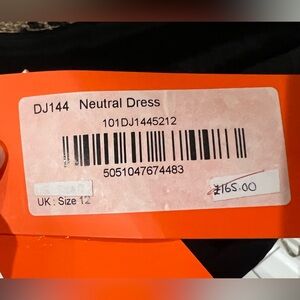 DJ144 Neutral Dress
101DJ1445212
5051047674483
UK : Size 12
£165.00